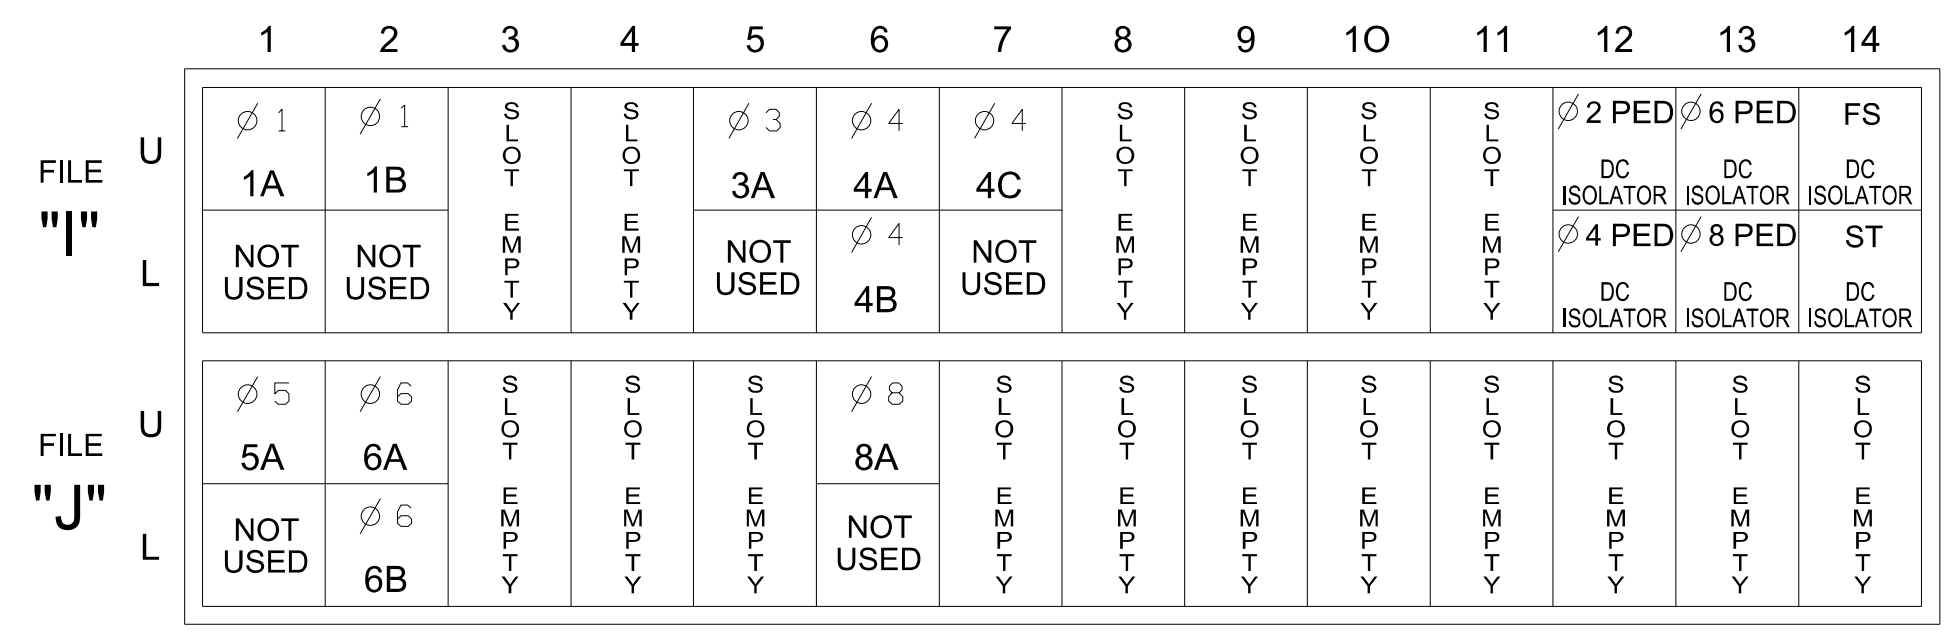 1 2 3 4 5 6 7 8 9 10 11 12 13 14
FILE "I"
U
∅ 1 1A
∅ 1 1B
SLOT EMPTY
SLOT EMPTY
∅ 3 3A
∅ 4 4A
∅ 4 4C
SLOT EMPTY
SLOT EMPTY
SLOT EMPTY
SLOT EMPTY
∅ 2 PED DC ISOLATOR
∅ 6 PED DC ISOLATOR
FS DC ISOLATOR
L
NOT USED
NOT USED
NOT USED
∅ 4 4B
NOT USED
∅ 4 PED DC ISOLATOR
∅ 8 PED DC ISOLATOR
ST DC ISOLATOR
FILE "J"
U
∅ 5 5A
∅ 6 6A
SLOT EMPTY
SLOT EMPTY
SLOT EMPTY
∅ 8 8A
SLOT EMPTY
SLOT EMPTY
SLOT EMPTY
SLOT EMPTY
SLOT EMPTY
SLOT EMPTY
SLOT EMPTY
SLOT EMPTY
L
NOT USED
∅ 6 6B
NOT USED